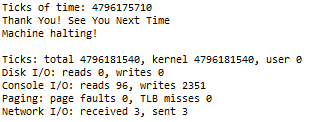 Ticks of time: 4796175710
Thank You! See You Next Time
Machine halting!

Ticks: total 4796181540, kernel 4796181540, user 0
Disk I/O: reads 0, writes 0
Console I/O: reads 96, writes 2351
Paging: page faults 0, TLB misses 0
Network I/O: received 3, sent 3